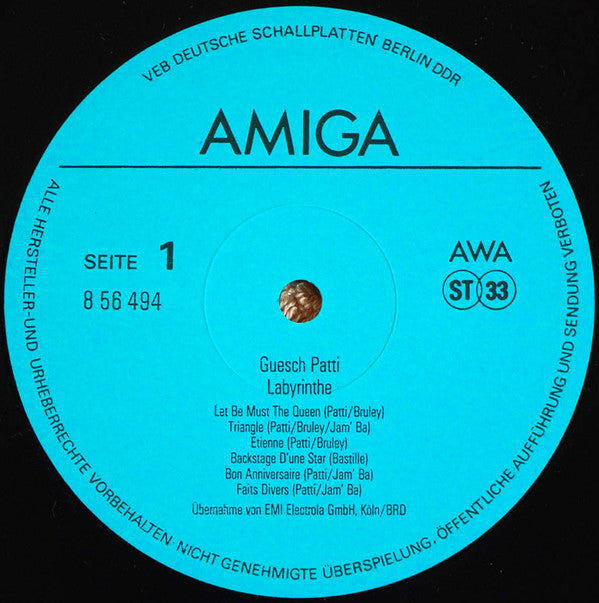 VEB DEUTSCHE SCHALLPLATTEN BERLIN DDR
AMIGA
SEITE 1
8 56 494
AWA
ST 33
Guesch Patti
Labyrinthe
Let Be Must The Queen (Patti/Bruley)
Triangle (Patti/Bruley/Jam' Ba)
Etienne (Patti/Bruley)
Backstage D'une Star (Bastille)
Bon Anniversaire (Patti/Jam' Ba)
Faits Divers (Patti/Jam' Ba)
Übernahme von EMI Electrola GmbH, Köln/BRD
ALLE HERSTELLER- UND URHEBERRECHTE VORBEHALTEN · NICHT GENEHMIGTE ÜBERSPIELUNG, ÖFFENTLICHE AUFFÜHRUNG UND SENDUNG VERBOTEN